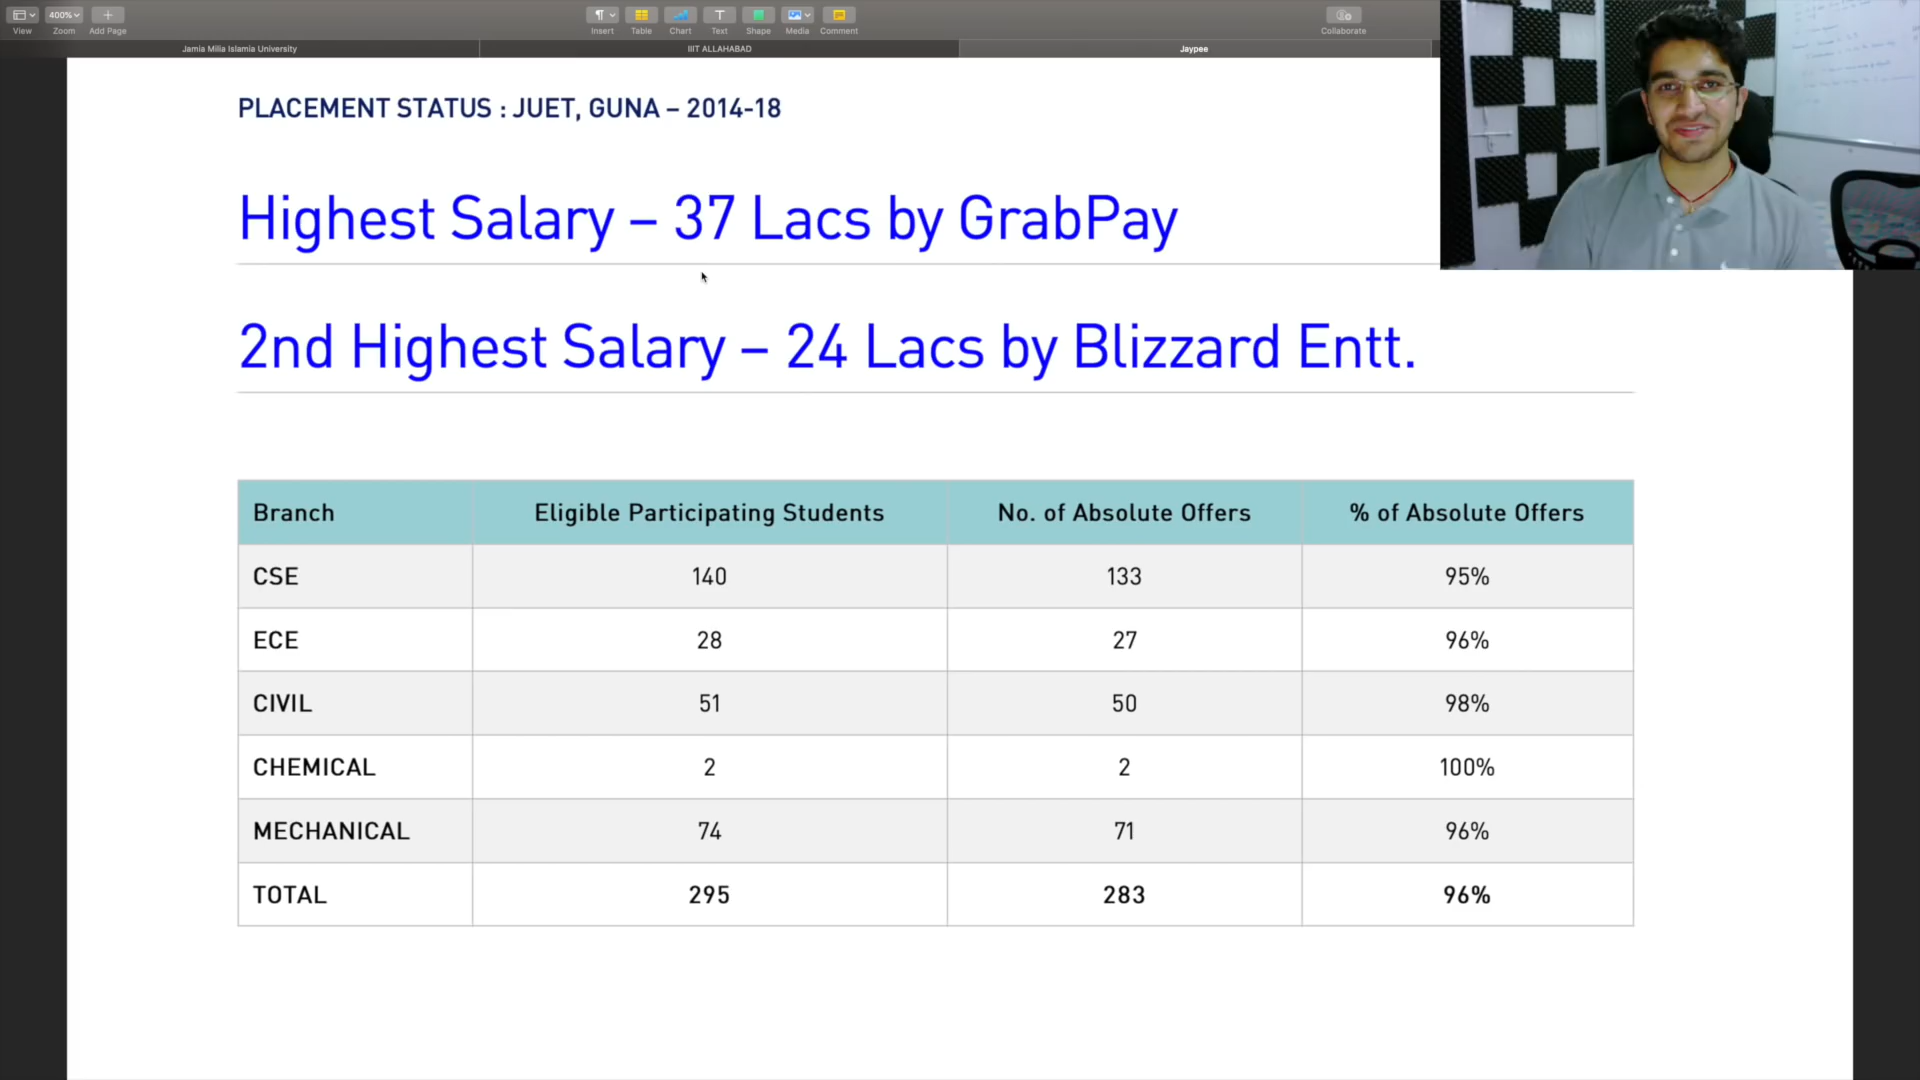 400%
View
Zoom
Add Page
Insert
Table
Chart
Text
Shape
Media
Comment
Collaborate
Jamia Milia Islamia University
IIIT ALLAHABAD
Jaypee
PLACEMENT STATUS : JUET, GUNA – 2014-18
Highest Salary – 37 Lacs by GrabPay
2nd Highest Salary – 24 Lacs by Blizzard Entt.
Branch Eligible Participating Students No. of Absolute Offers % of Absolute Offers
CSE 140 133 95%
ECE 28 27 96%
CIVIL 51 50 98%
CHEMICAL 2 2 100%
MECHANICAL 74 71 96%
TOTAL 295 283 96%